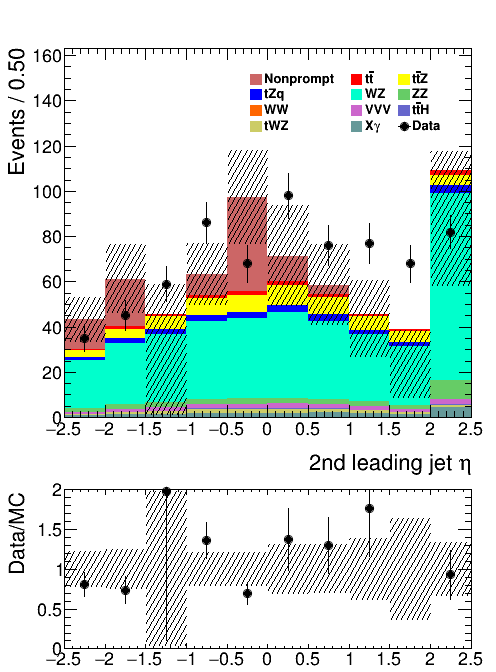 Events / 0.50
160
140
120
100
80
60
40
20
0
Nonprompt tt̄ tt̄Z
tZq WZ ZZ
WW VVV tt̄H
tWZ Xγ Data
−2.5 −2 −1.5 −1 −0.5 0 0.5 1 1.5 2 2.5
2nd leading jet η
Data/MC
2
1.5
1
0.5
0
−2.5 −2 −1.5 −1 −0.5 0 0.5 1 1.5 2 2.5